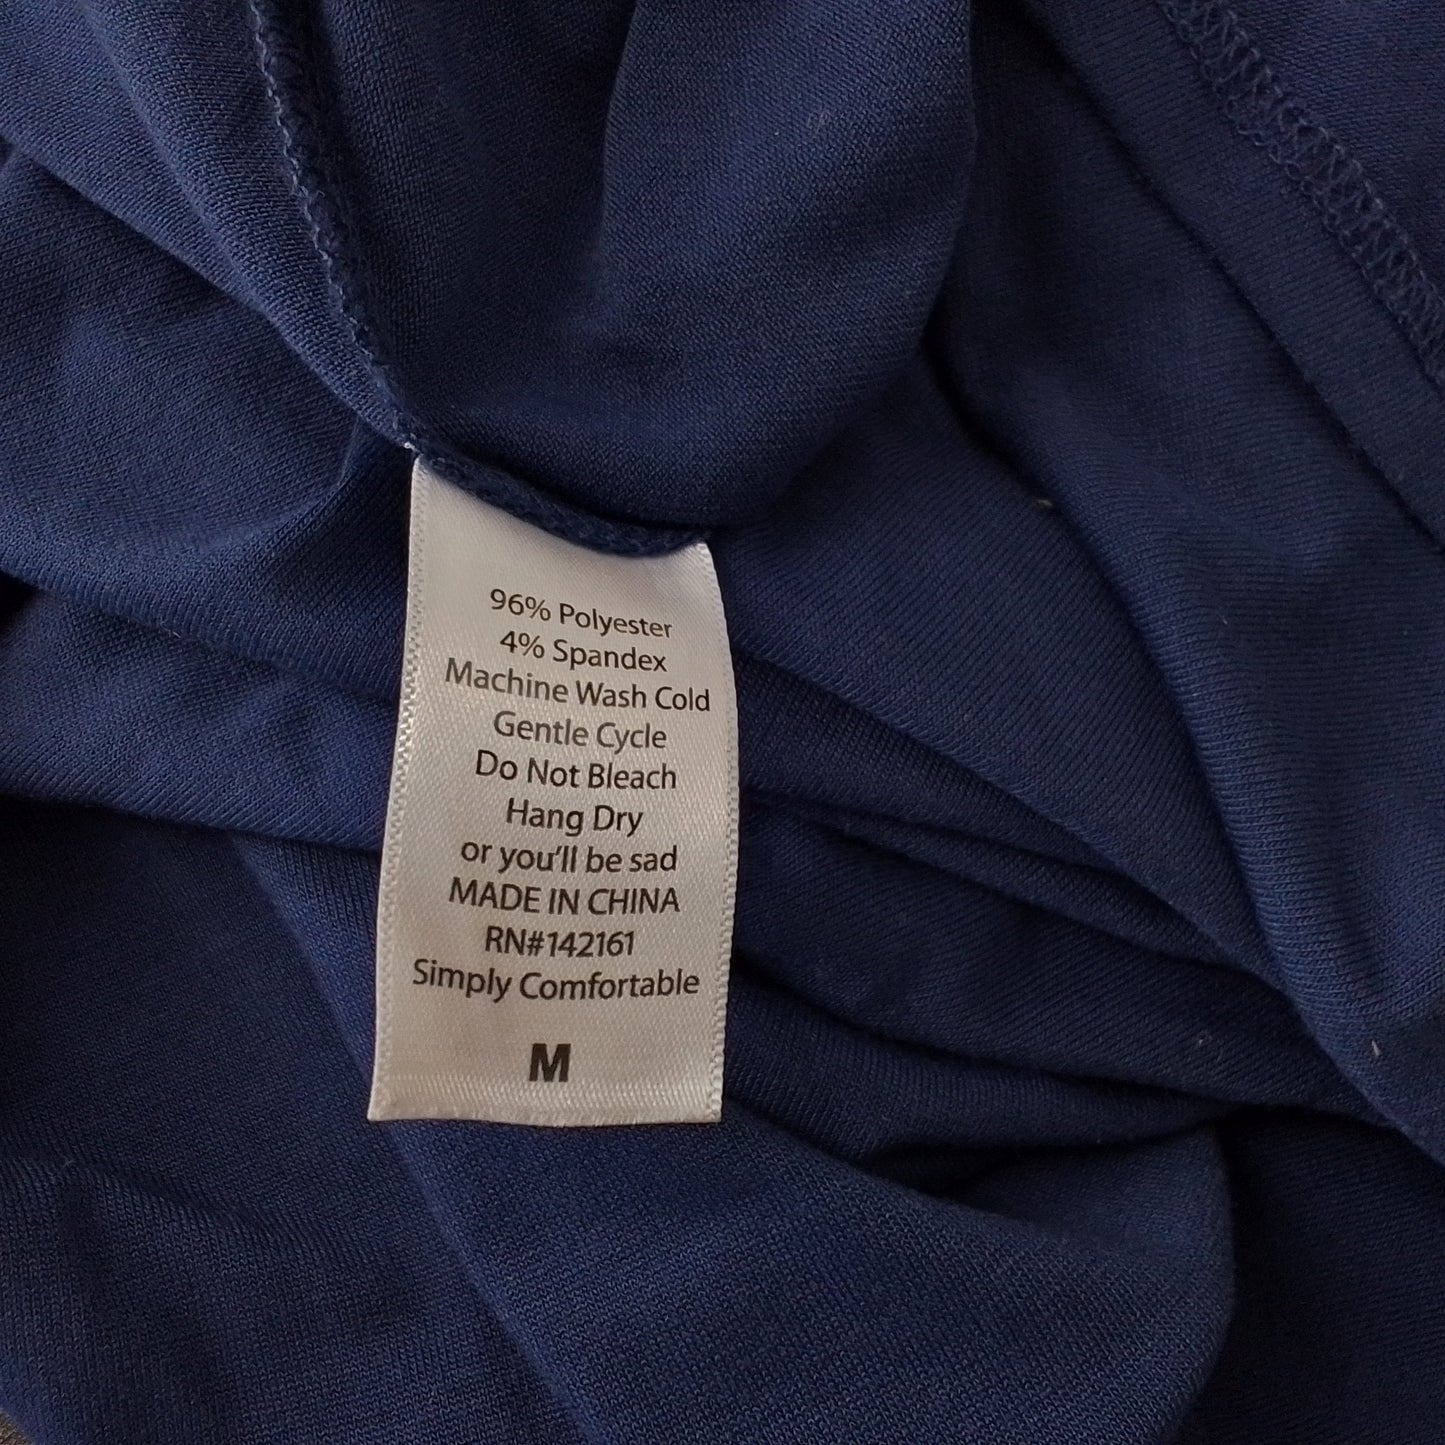 96% Polyester
4% Spandex
Machine Wash Cold
Gentle Cycle
Do Not Bleach
Hang Dry
or you'll be sad
MADE IN CHINA
RN#142161
Simply Comfortable
M